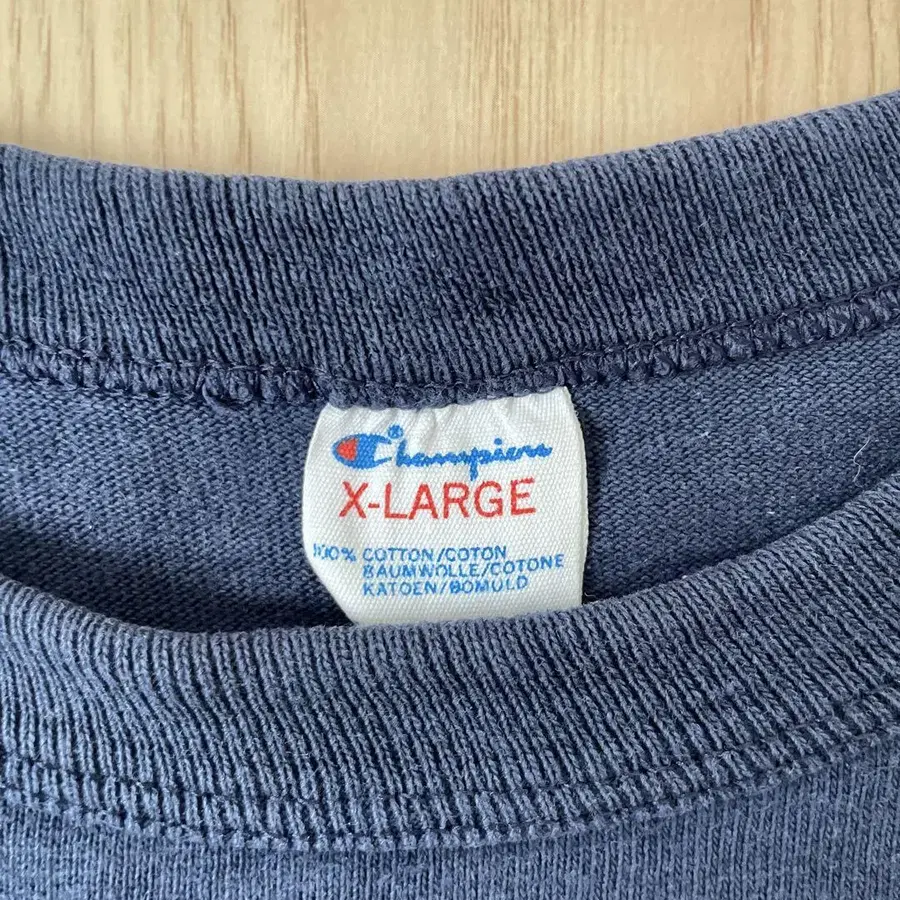 Champion®
X-LARGE
100% COTTON/COTON
BAUMWOLLE/COTONE
KATOEN/BOMULD